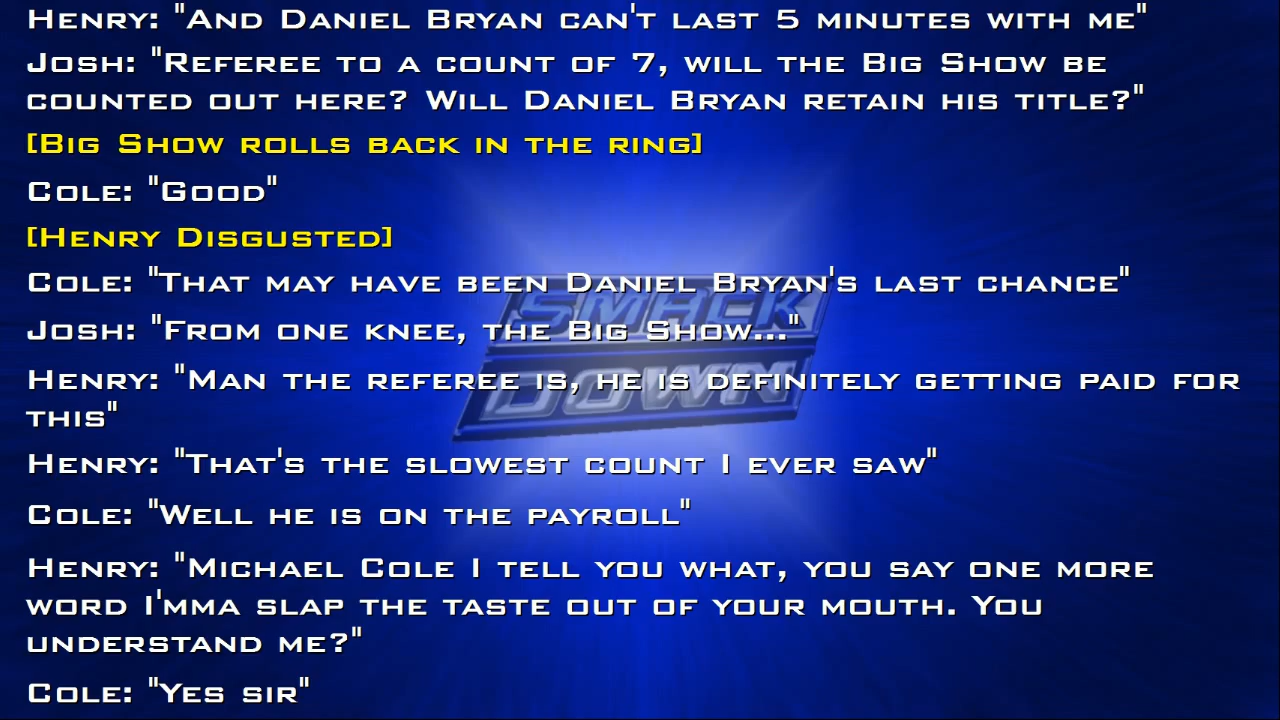 Henry: "And Daniel Bryan can't last 5 minutes with me"
Josh: "Referee to a count of 7, will the Big Show be
counted out here? Will Daniel Bryan retain his title?"
[Big Show rolls back in the ring]
Cole: "Good"
[Henry Disgusted]
Cole: "That may have been Daniel Bryan's last chance"
Josh: "From one knee, the Big Show..."
Henry: "Man the referee is, he is definitely getting paid for
this"
Henry: "That's the slowest count I ever saw"
Cole: "Well he is on the payroll"
Henry: "Michael Cole I tell you what, you say one more
word I'mma slap the taste out of your mouth. You
understand me?"
Cole: "Yes sir"
SMACK
DOWN